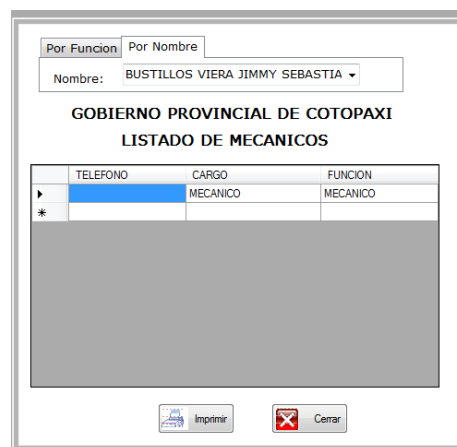 Por Funcion Por Nombre
Nombre: BUSTILLOS VIERA JIMMY SEBASTIA
GOBIERNO PROVINCIAL DE COTOPAXI
LISTADO DE MECANICOS
TELEFONO CARGO FUNCION
MECANICO MECANICO
Imprimir Cerrar